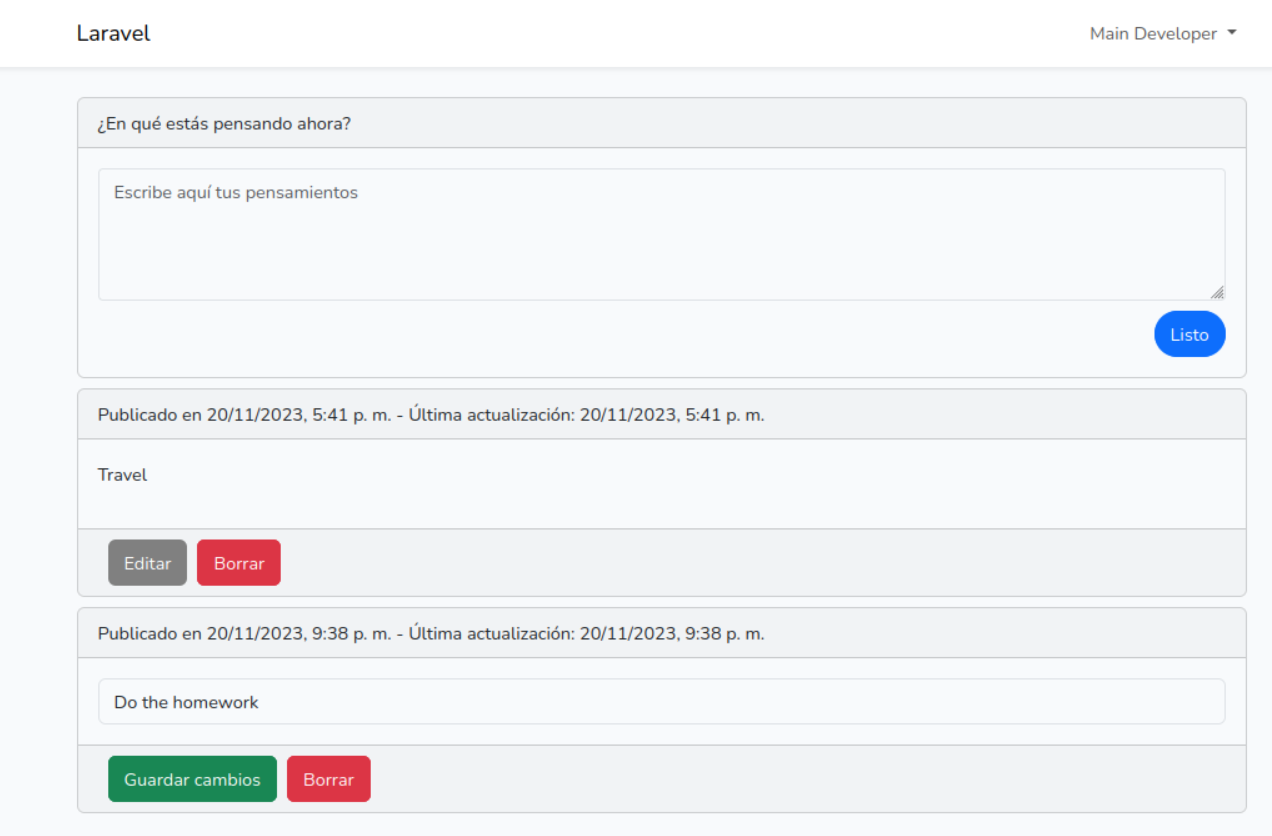 Laravel
Main Developer
¿En qué estás pensando ahora?
Escribe aquí tus pensamientos
Listo
Publicado en 20/11/2023, 5:41 p. m. - Última actualización: 20/11/2023, 5:41 p. m.
Travel
Editar Borrar
Publicado en 20/11/2023, 9:38 p. m. - Última actualización: 20/11/2023, 9:38 p. m.
Do the homework
Guardar cambios Borrar